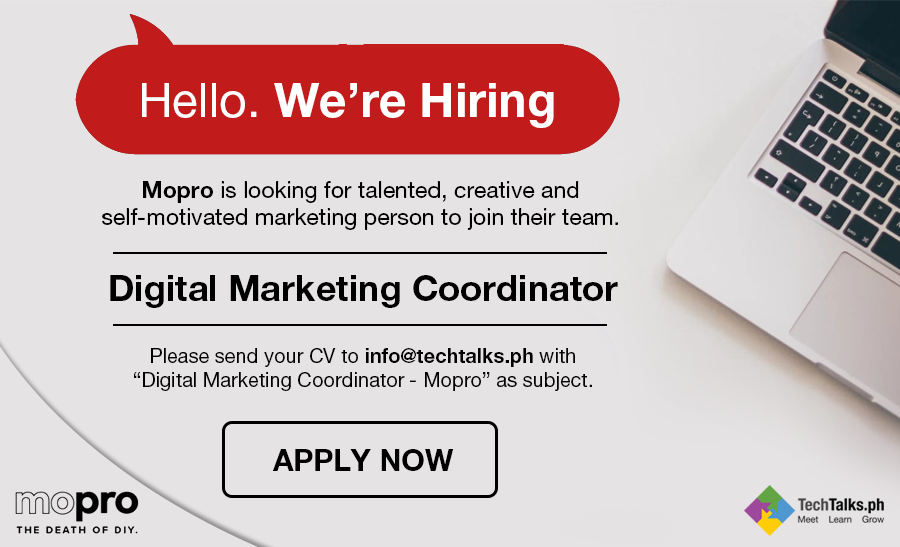 Hello. We're Hiring
Mopro is looking for talented, creative and
self-motivated marketing person to join their team.
Digital Marketing Coordinator
Please send your CV to info@techtalks.ph with
“Digital Marketing Coordinator - Mopro” as subject.
APPLY NOW
mopro
THE DEATH OF DIY.
TechTalks.ph
Meet Learn Grow